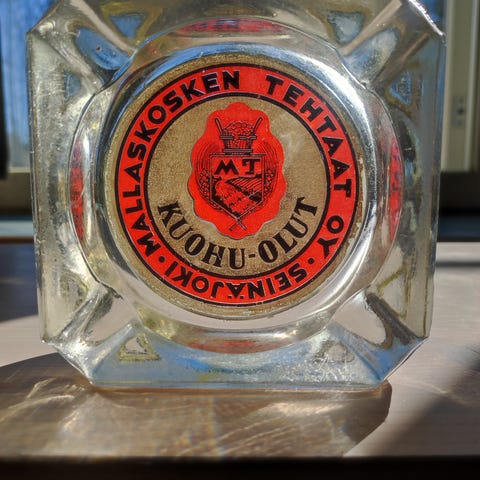 MALLASKOSKEN TEHTAAT OY
· SEINÄJOKI ·
MT
KUOHU-OLUT